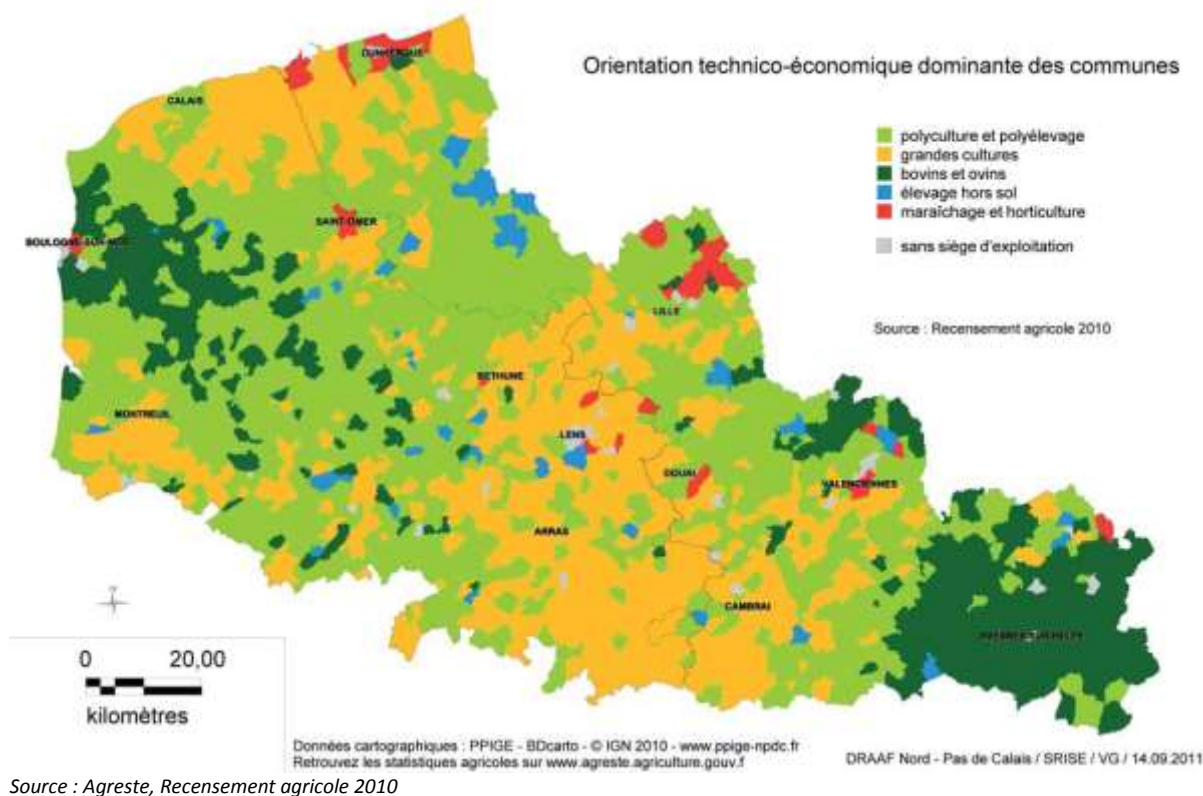 Orientation technico-économique dominante des communes
polyculture et polyélevage
grandes cultures
bovins et ovins
élevage hors sol
maraîchage et horticulture
sans siège d'exploitation
Source : Recensement agricole 2010
DUNKERQUE
CALAIS
SAINT-OMER
BOULOGNE-SUR-MER
LILLE
BETHUNE
MONTREUIL
LENS
DOUAI
VALENCIENNES
ARRAS
CAMBRAI
0 20,00
kilomètres
Données cartographiques : PPIGE - BDcarto - © IGN 2010 - www.ppige-npdc.fr
Retrouvez les statistiques agricoles sur www.agreste.agriculture.gouv.f
DRAAF Nord - Pas de Calais / SRISE / VG / 14.09.2011
Source : Agreste, Recensement agricole 2010